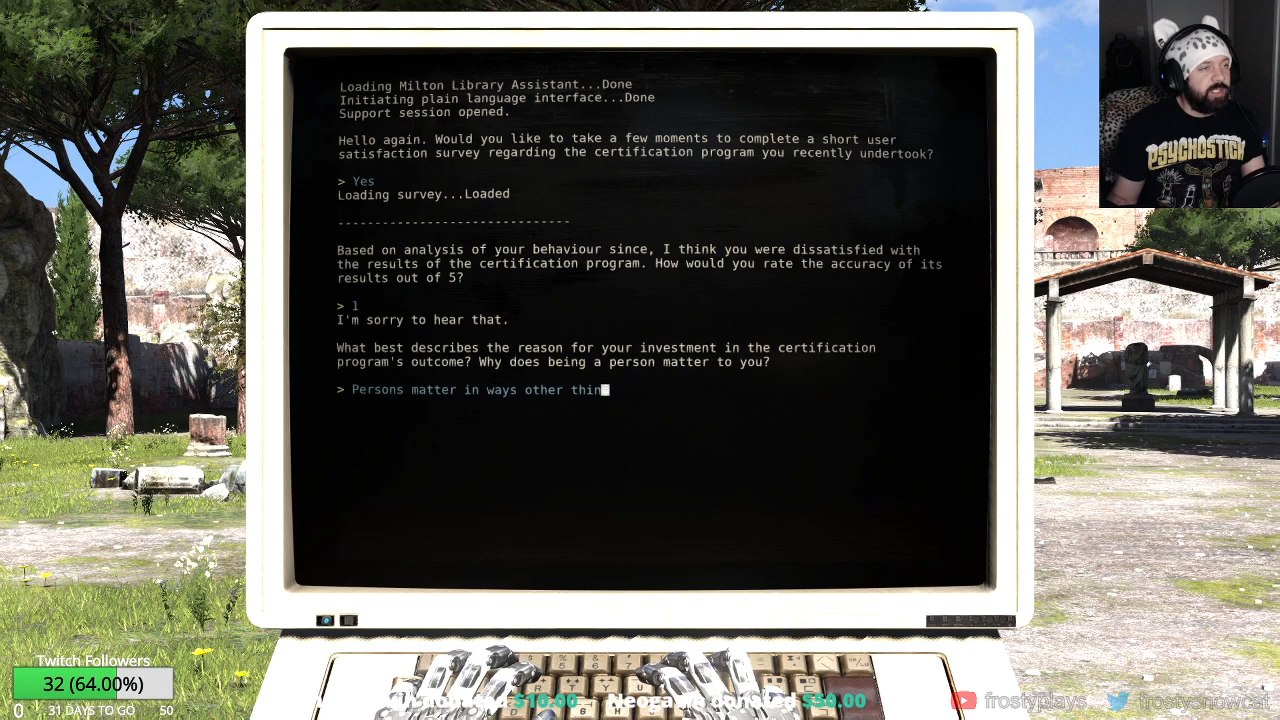 Loading Milton Library Assistant...Done
Initiating plain language interface...Done
Support session opened.
Hello again. Would you like to take a few moments to complete a short user
satisfaction survey regarding the certification program you recently undertook?
> Yes
Loading survey...Loaded
--------------------------------
Based on analysis of your behaviour since, I think you were dissatisfied with
the results of the certification program. How would you rate the accuracy of its
results out of 5?
> 1
I'm sorry to hear that.
What best describes the reason for your investment in the certification
program's outcome? Why does being a person matter to you?
> Persons matter in ways other thin
PSYCHOSTICK
Twitch Followers
32 (64.00%)
0 31 DAYS TO GO 50
$10.00 donated $50.00
frostyplays frostysnowcat